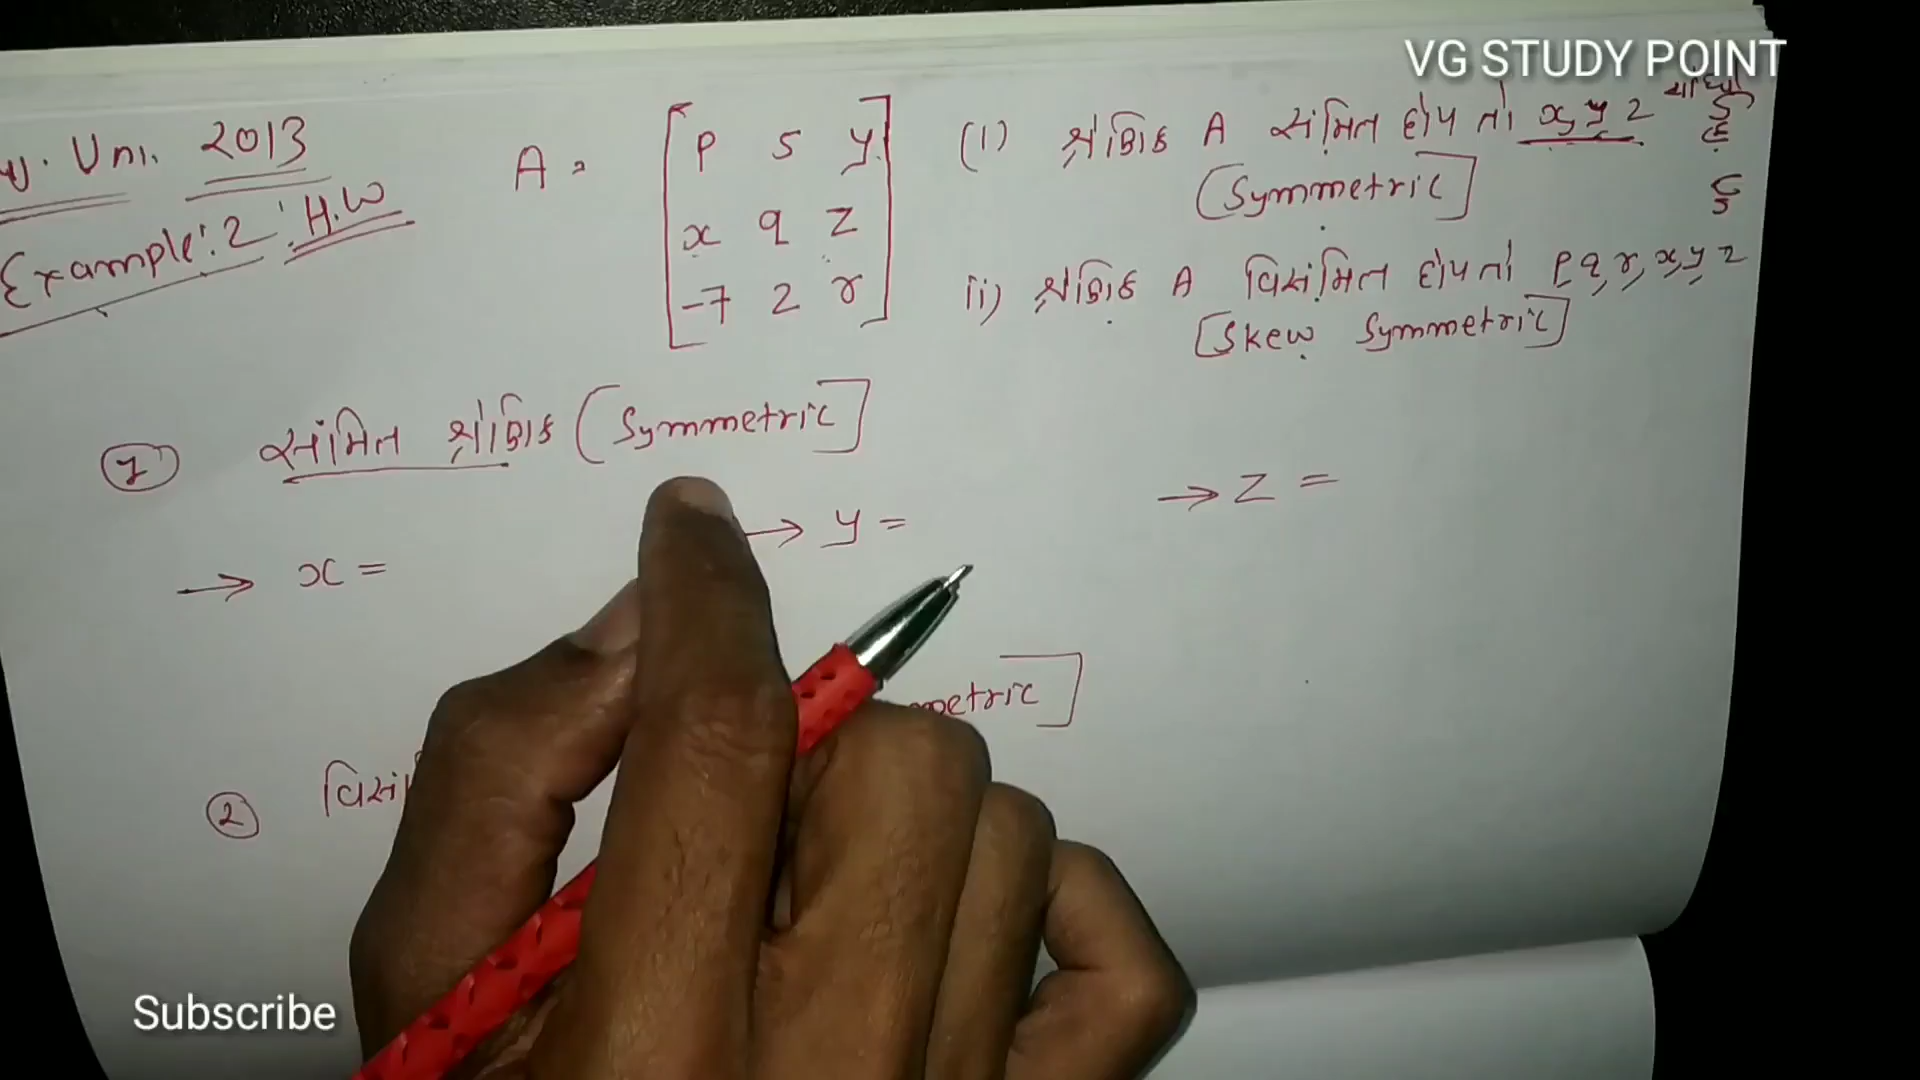 VG STUDY POINT
Uni. 2013
Example: 2 : H.W
A = [ p 5 y
x q z
-7 2 r ]
(i) શ્રેણિક A સંમિત હોય તો x, y, z
[Symmetric]
ii) શ્રેણિક A વિસંમિત હોય તો p, q, r, x, y, z
[Skew Symmetric]
1 સંમિત શ્રેણિક [Symmetric]
→ x =
→ y =
→ z =
metric]
2
Subscribe